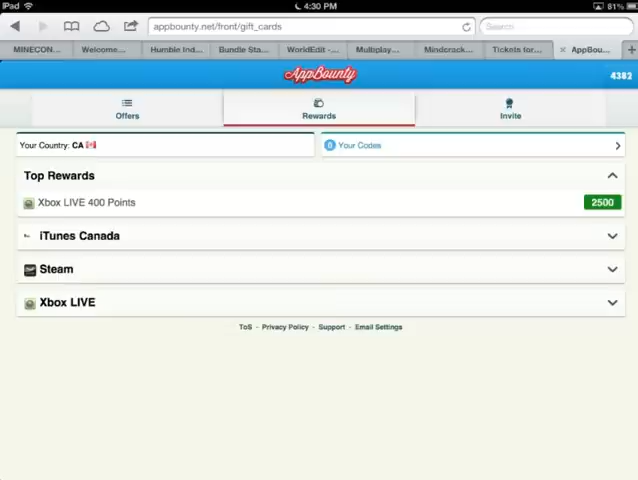 iPad 4:30 PM 81%
appbounty.net/front/gift_cards Search
MINECON... Welcome... Humble Ind... Bundle Sta... WorldEdit -... Multiplay... Mindcrack... Tickets for... AppBou...
AppBounty 4382
Offers Rewards Invite
Your Country: CA 0 Your Codes
Top Rewards
Xbox LIVE 400 Points 2500
iTunes Canada
Steam
Xbox LIVE
ToS - Privacy Policy - Support - Email Settings